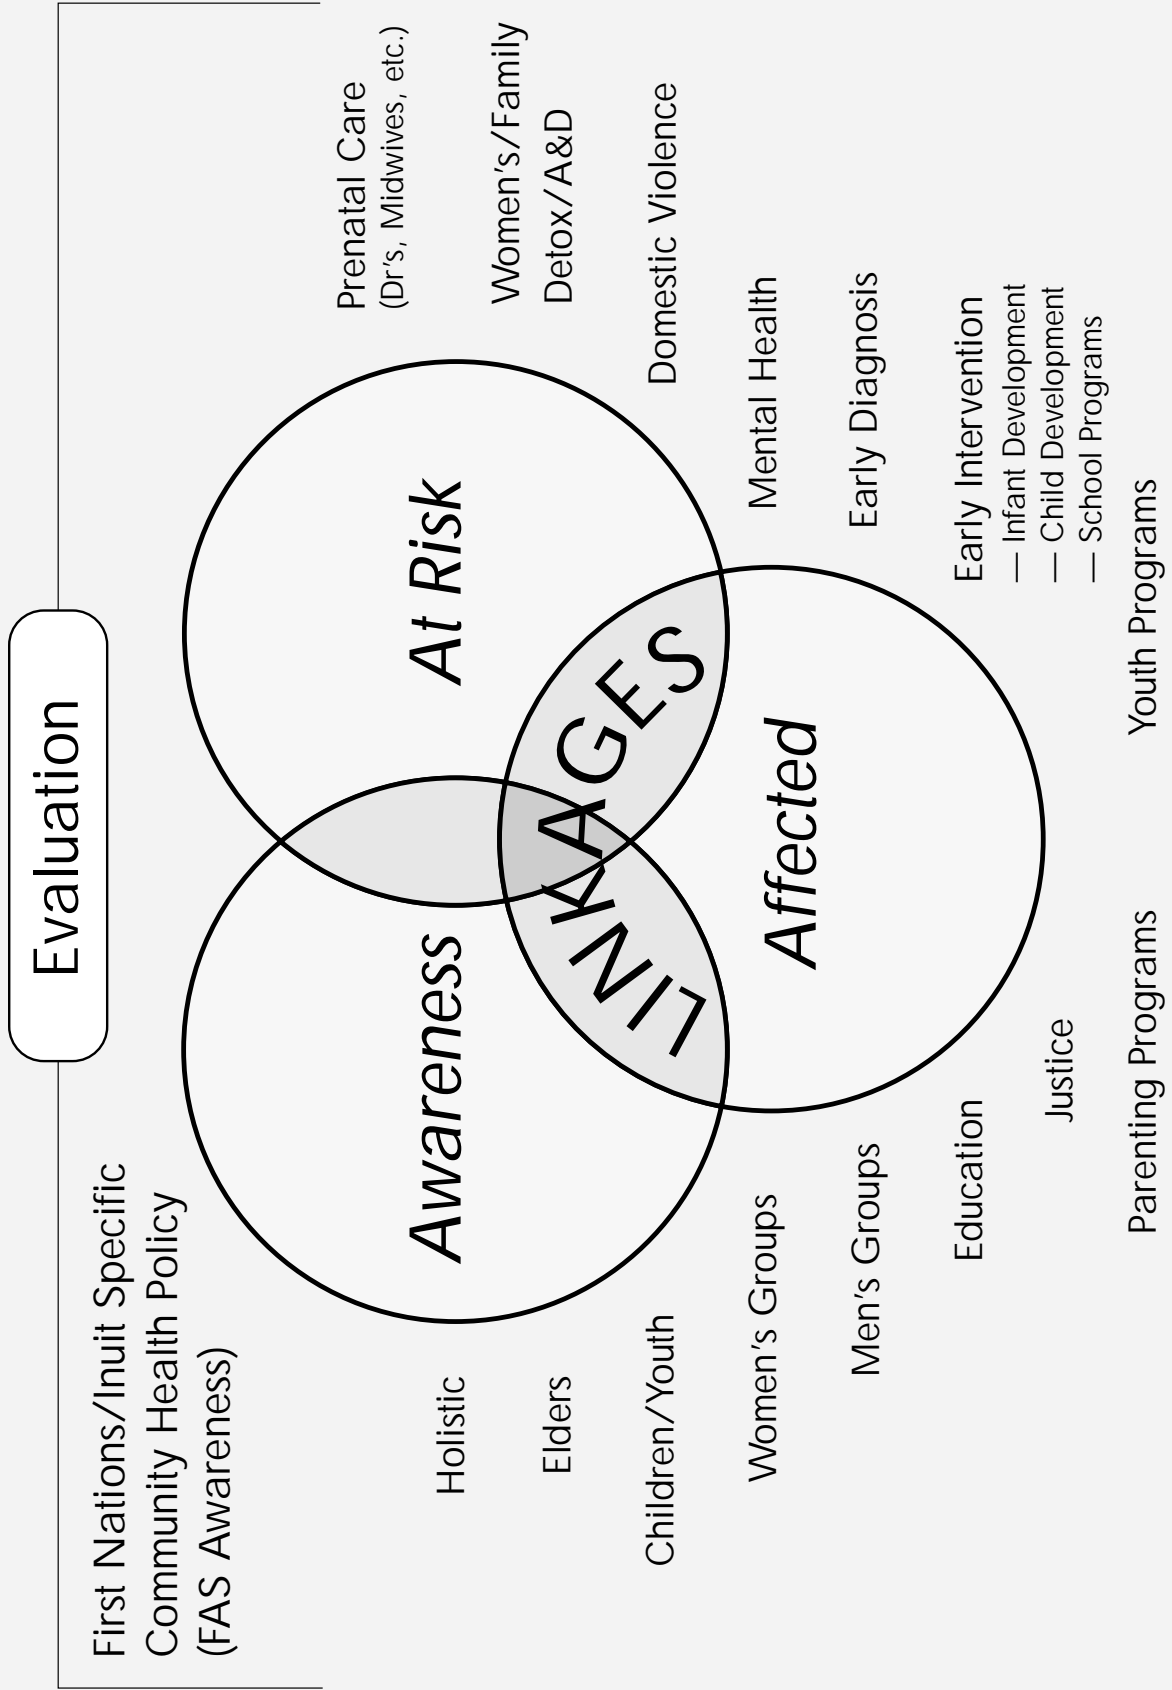 Evaluation
First Nations/Inuit Specific
Community Health Policy
(FAS Awareness)
Prenatal Care
(Dr's, Midwives, etc.)
Women's/Family
Detox/A&D
Domestic Violence
Mental Health
Early Diagnosis
Early Intervention
— Infant Development
— Child Development
— School Programs
Youth Programs
Awareness
At Risk
LINKAGES
Affected
Holistic
Elders
Children/Youth
Women's Groups
Men's Groups
Education
Justice
Parenting Programs